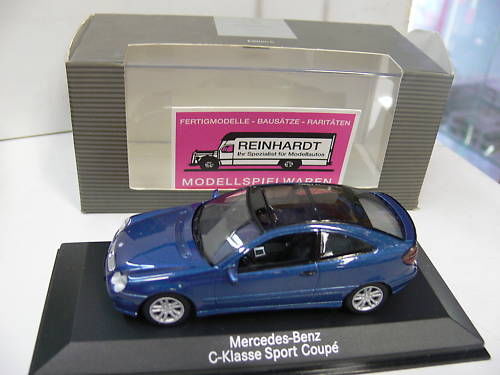 FERTIGMODELLE - BAUSÄTZE - RARITÄTEN
REINHARDT
Ihr Spezialist für Modellautos
MODELLSPIELWAREN
Mercedes-Benz
C-Klasse Sport Coupé